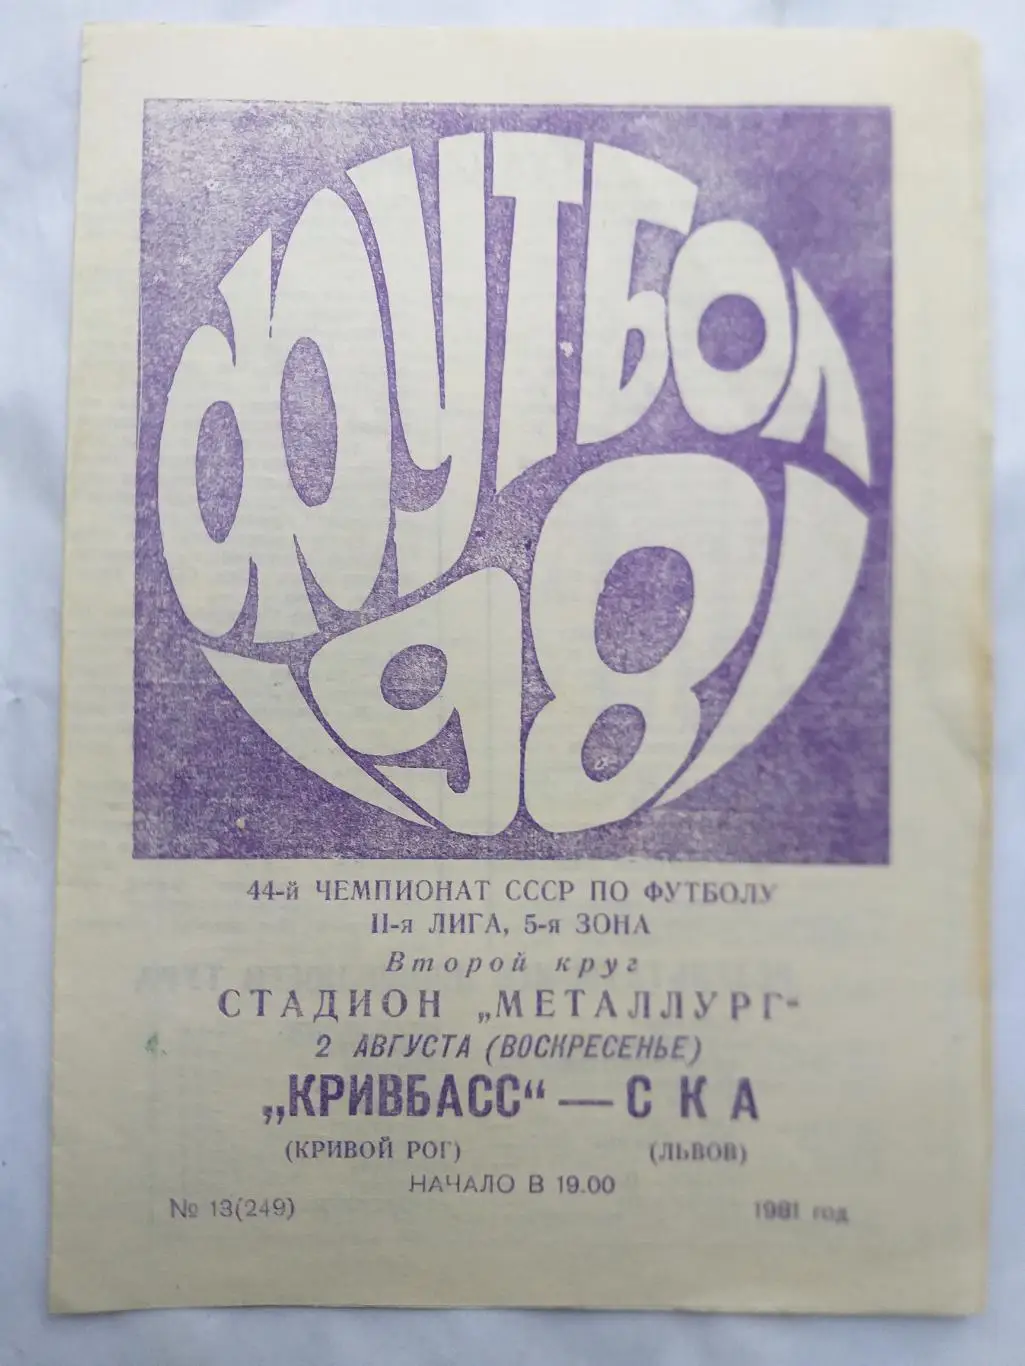 ФУТБОЛ
1981
44-й ЧЕМПИОНАТ СССР ПО ФУТБОЛУ
II-я ЛИГА, 5-я ЗОНА
Второй круг
СТАДИОН „МЕТАЛЛУРГ"
2 АВГУСТА (ВОСКРЕСЕНЬЕ)
„КРИВБАСС“ — СКА
(КРИВОЙ РОГ) (ЛЬВОВ)
НАЧАЛО В 19.00
№ 13(249) 1981 год